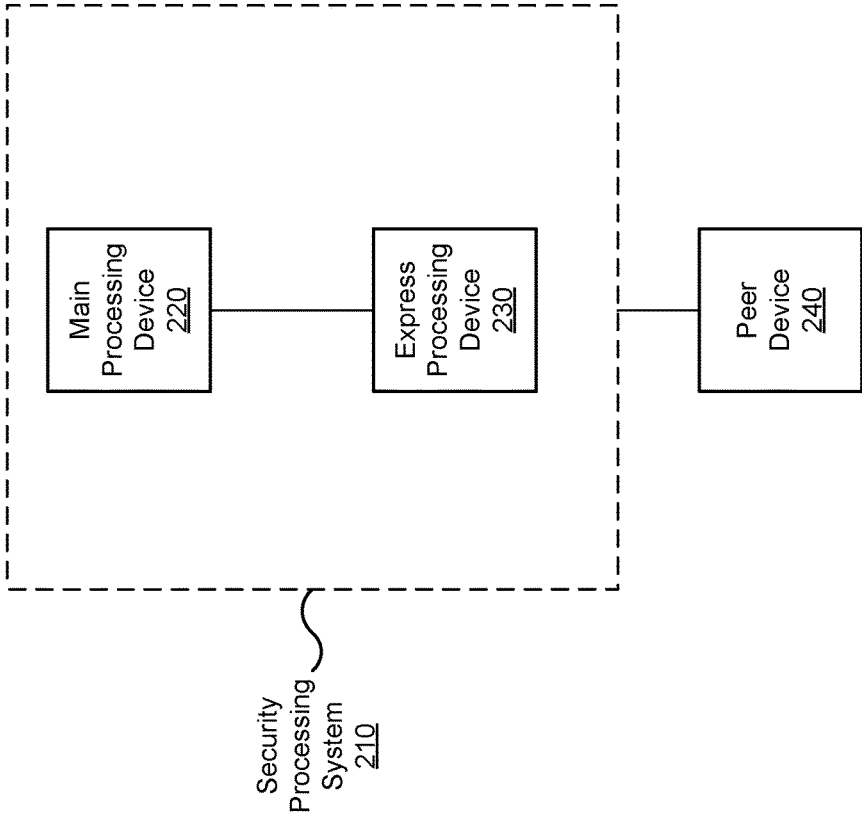 Security
Processing
System
210
Main
Processing
Device
220
Express
Processing
Device
230
Peer
Device
240